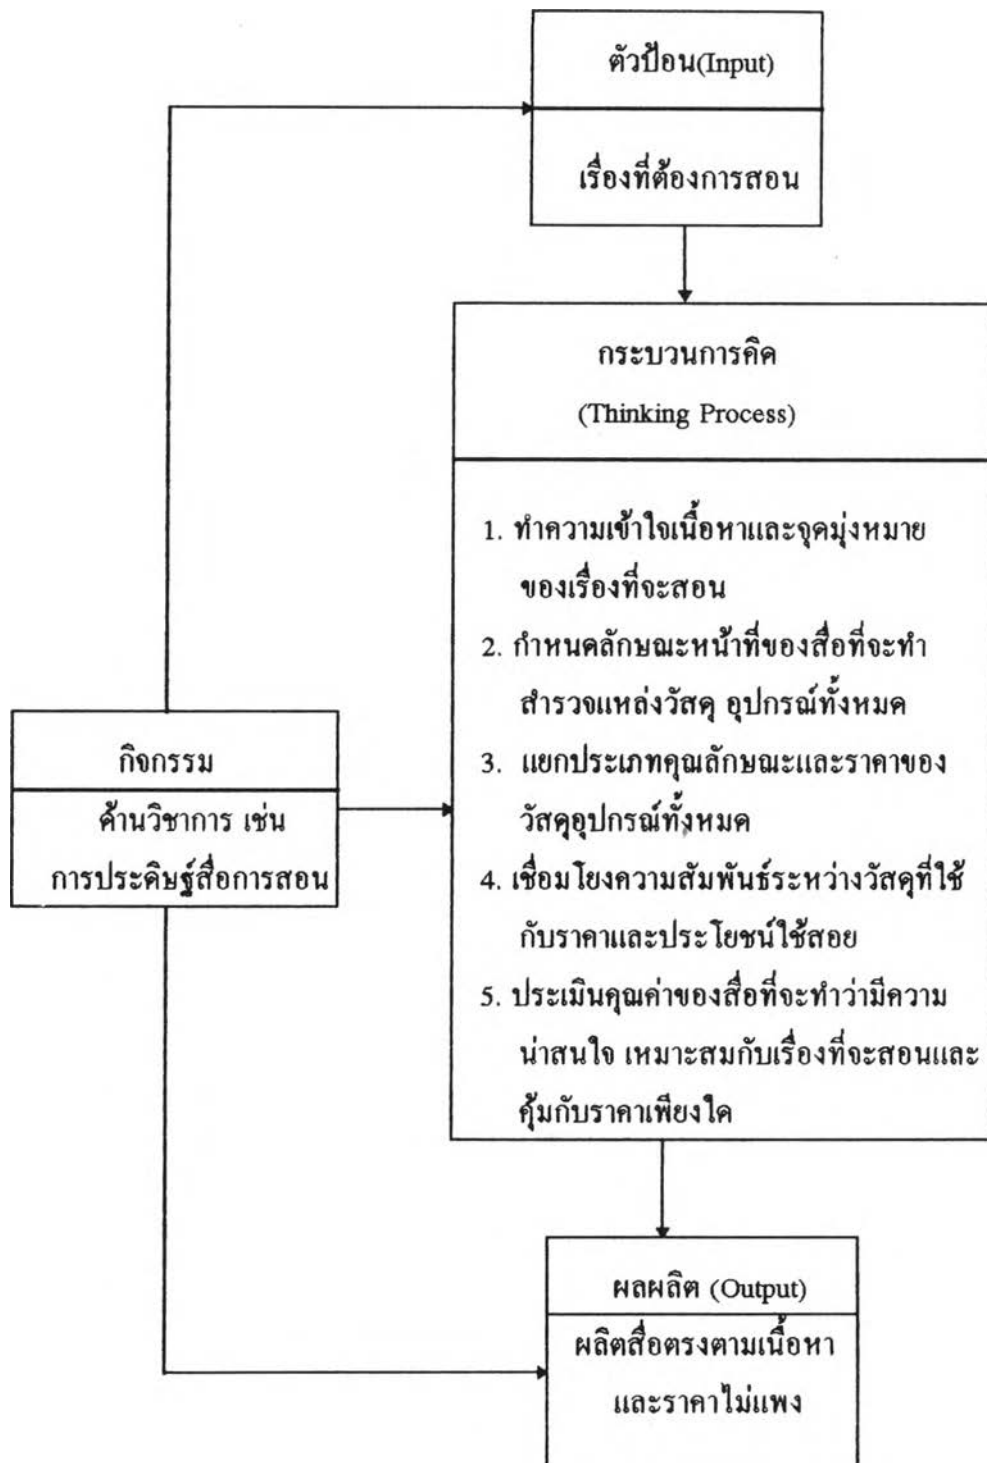 ตัวป้อน(Input)
เรื่องที่ต้องการสอน
กระบวนการคิด
(Thinking Process)
1. ทำความเข้าใจเนื้อหาและจุดมุ่งหมาย
ของเรื่องที่จะสอน
2. กำหนดลักษณะหน้าที่ของสื่อที่จะทำ
สำรวจแหล่งวัสดุ อุปกรณ์ทั้งหมด
3. แยกประเภทคุณลักษณะและราคาของ
วัสดุอุปกรณ์ทั้งหมด
4. เชื่อมโยงความสัมพันธ์ระหว่างวัสดุที่ใช้
กับราคาและประโยชน์ใช้สอย
5. ประเมินคุณค่าของสื่อที่จะทำว่ามีความ
น่าสนใจ เหมาะสมกับเรื่องที่จะสอนและ
คุ้มกับราคาเพียงใด
กิจกรรม
ด้านวิชาการ เช่น
การประดิษฐ์สื่อการสอน
ผลผลิต (Output)
ผลิตสื่อตรงตามเนื้อหา
และราคาไม่แพง